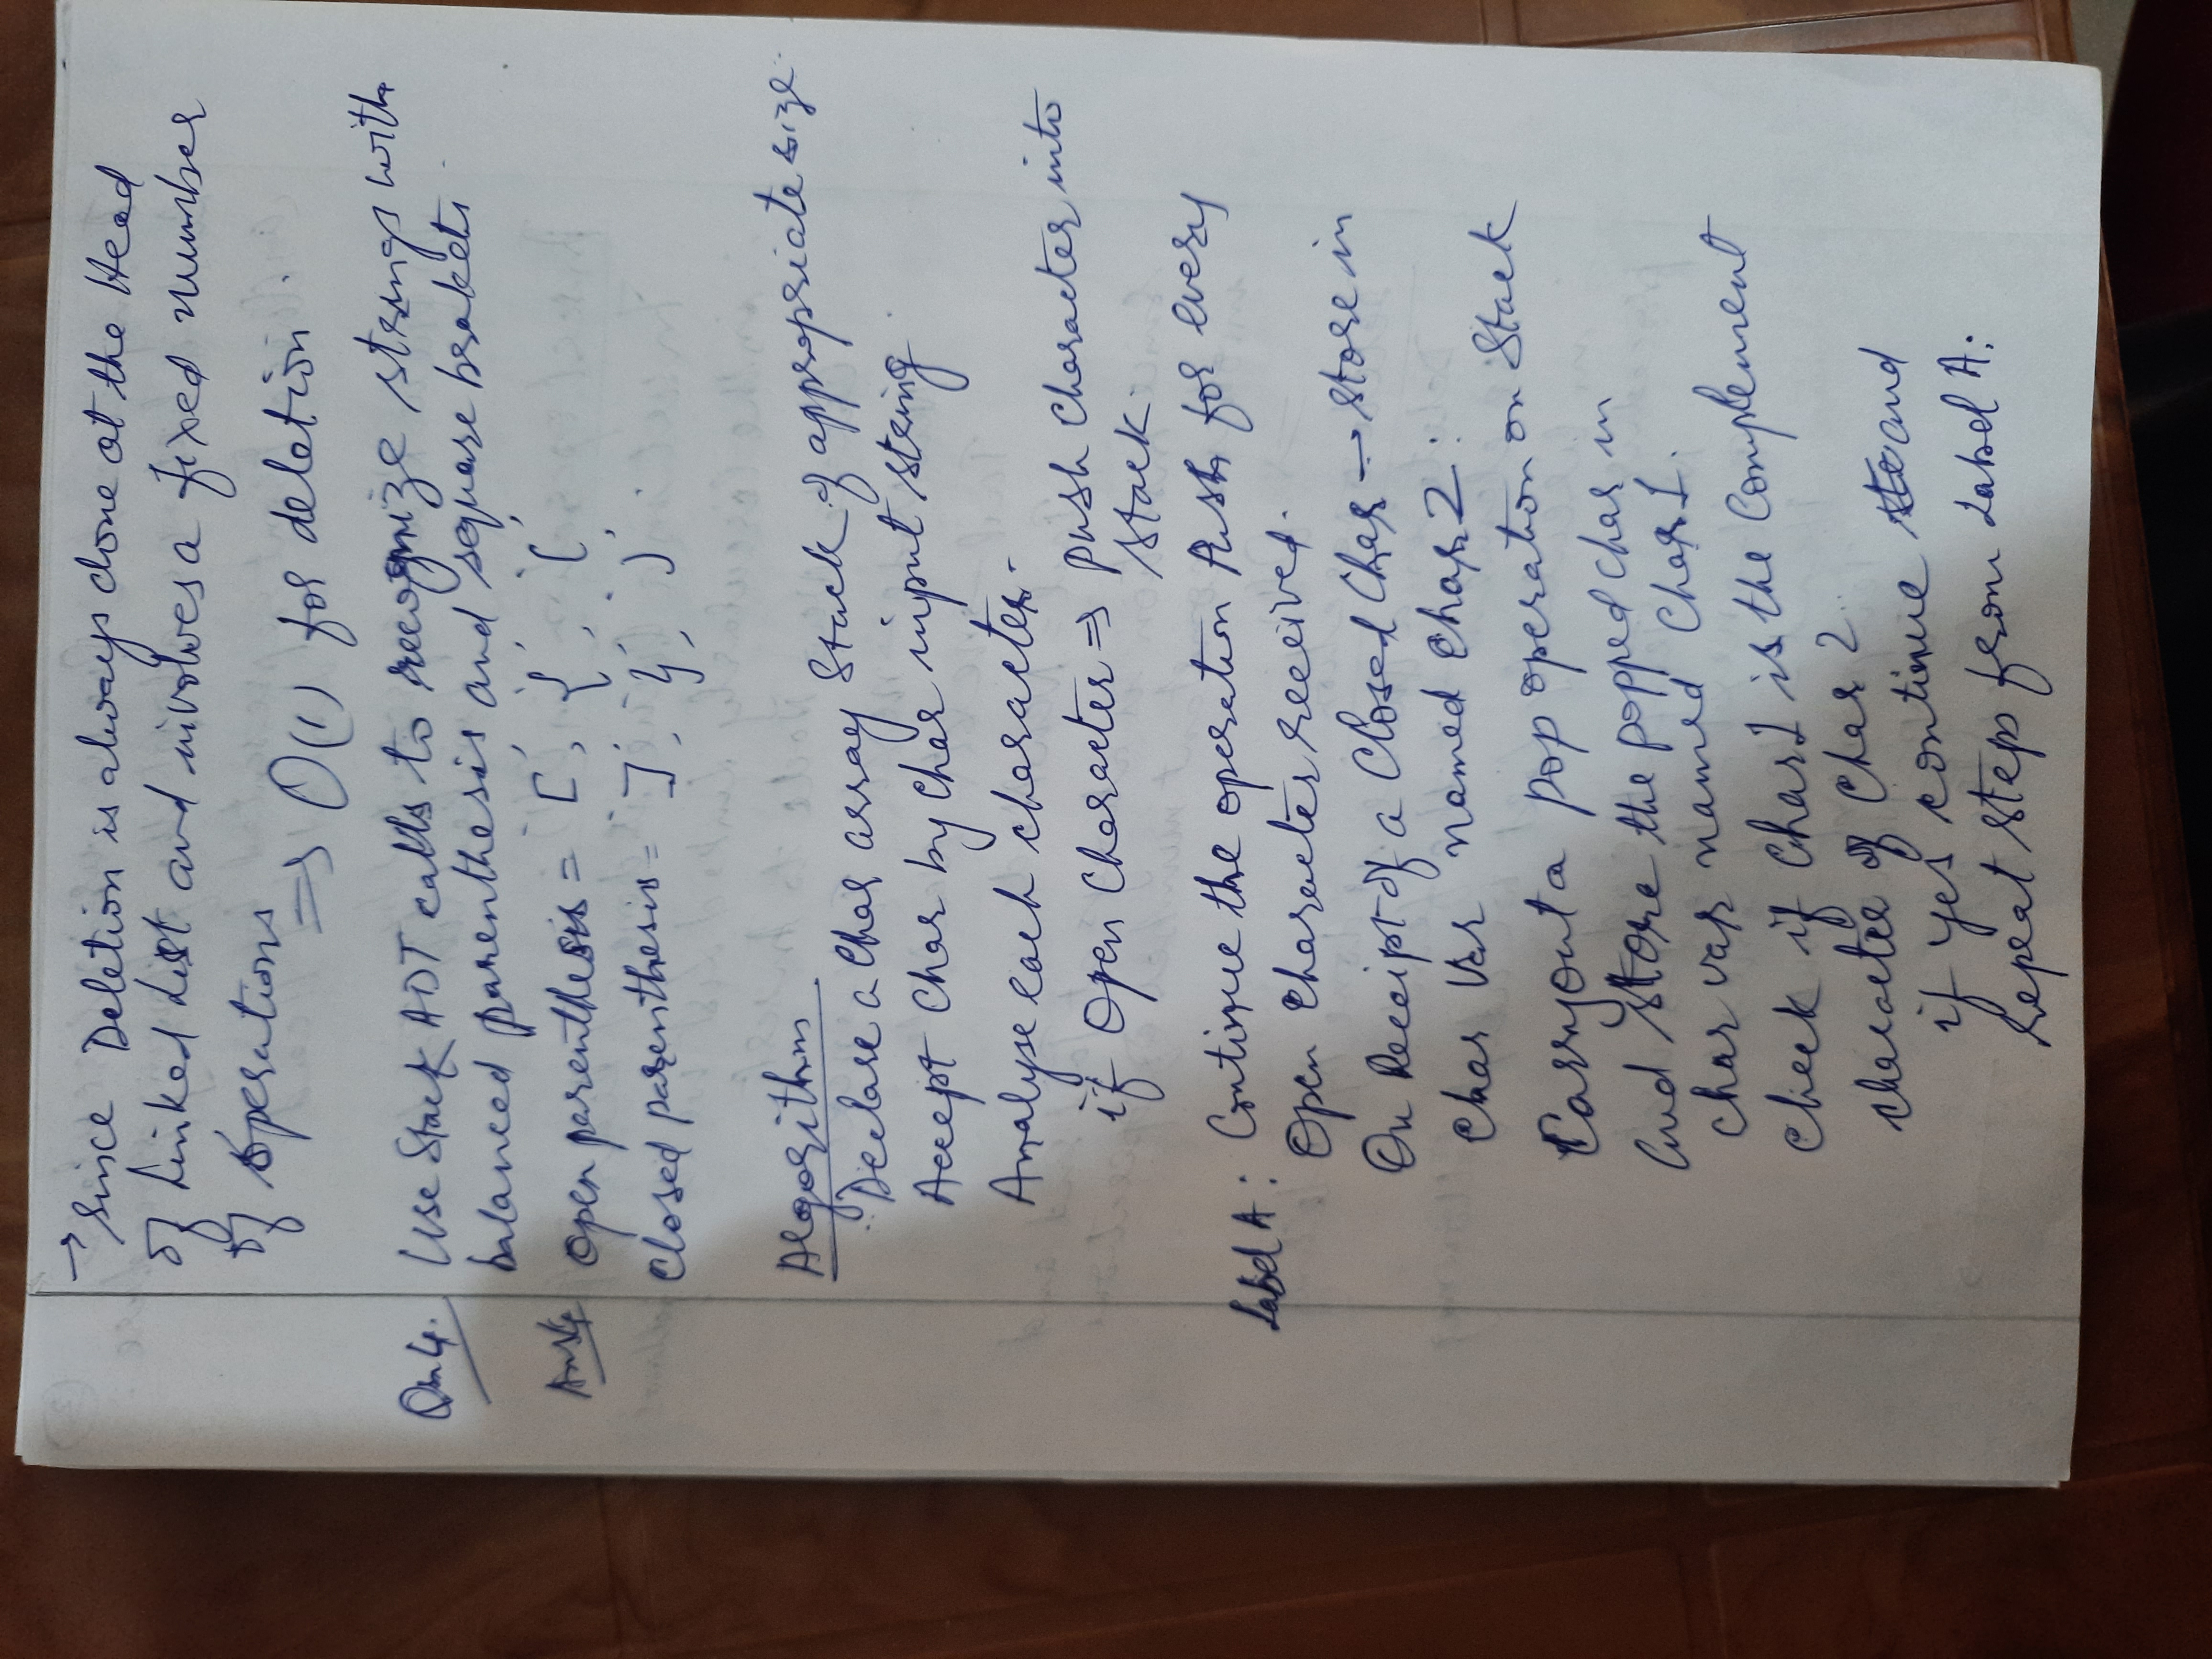 → Since Deletion is always done at the Head
of Linked List and involves a fixed number
of operations ⇒ O(1) for deletion.
Qn4. Use Stack ADT calls to recognize strings with
balanced parenthesis and square brakets.
Ans4 Open parenthesis = '[', '{', '(',
Closed parenthesis = ']', '}', ')'
Algorithm
Declare a char array Stack of appropriate size.
Accept char by char input string.
Analyse each character.
if Open Character ⇒ push character into
stack.
Label A: Continue the operation Push for every
Open character received.
On Receipt of a Closed Char → store in
char var named char 2.
Carryout a pop operation on Stack
and store the popped char in
char var named char 1.
Check if char 1 is the Complement
character of char 2.
if yes continue and
Repeat steps from Label A: